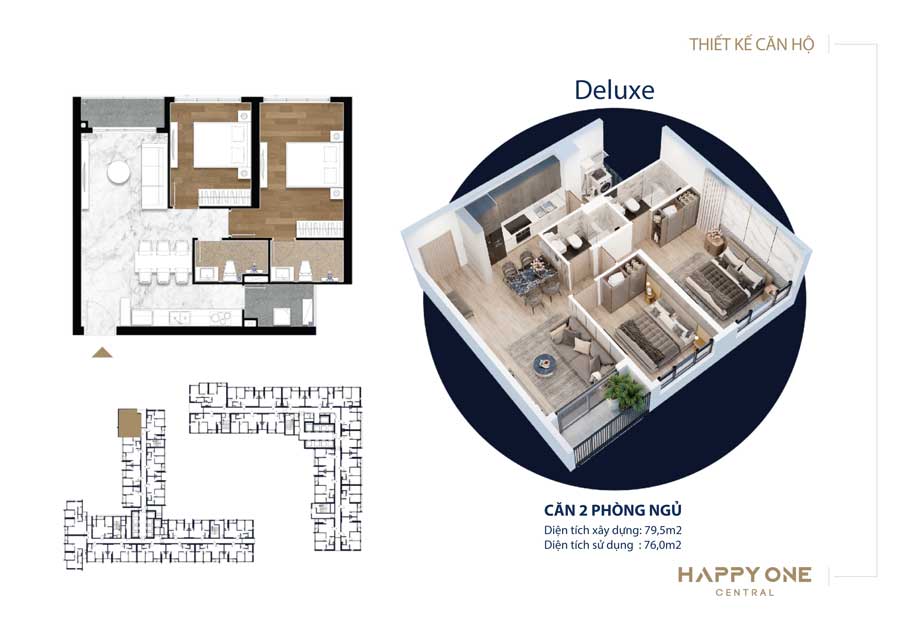 THIẾT KẾ CĂN HỘ
Deluxe
CĂN 2 PHÒNG NGỦ
Diện tích xây dựng: 79,5m2
Diện tích sử dụng : 76,0m2
HAPPY ONE
CENTRAL